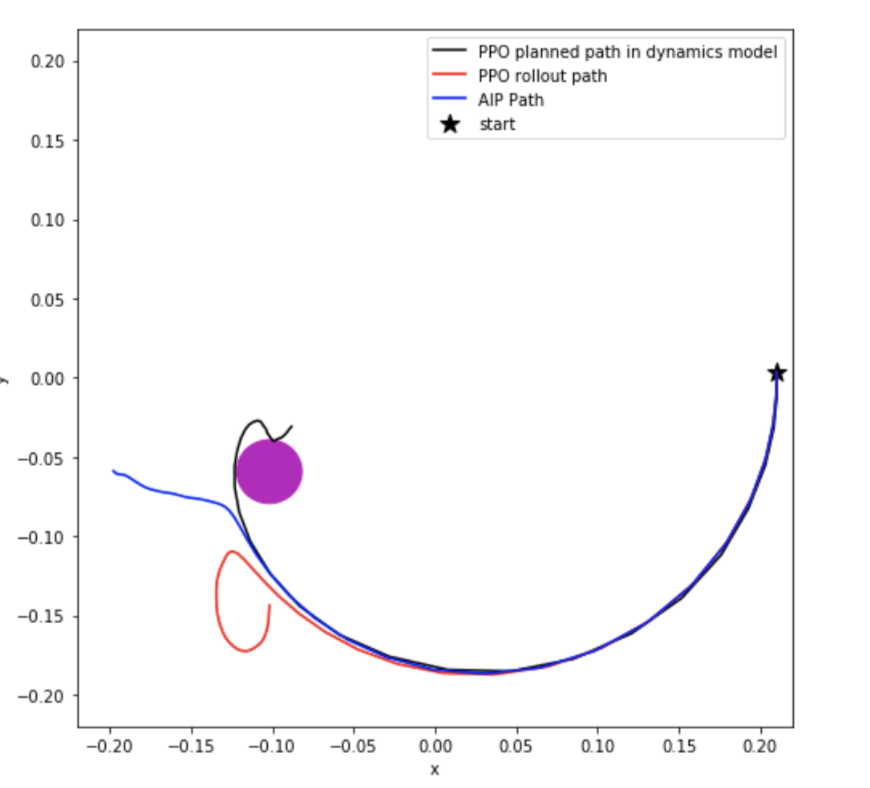 PPO planned path in dynamics model
PPO rollout path
AIP Path
start
0.20
0.15
0.10
0.05
0.00
−0.05
−0.10
−0.15
−0.20
−0.20 −0.15 −0.10 −0.05 0.00 0.05 0.10 0.15 0.20
x